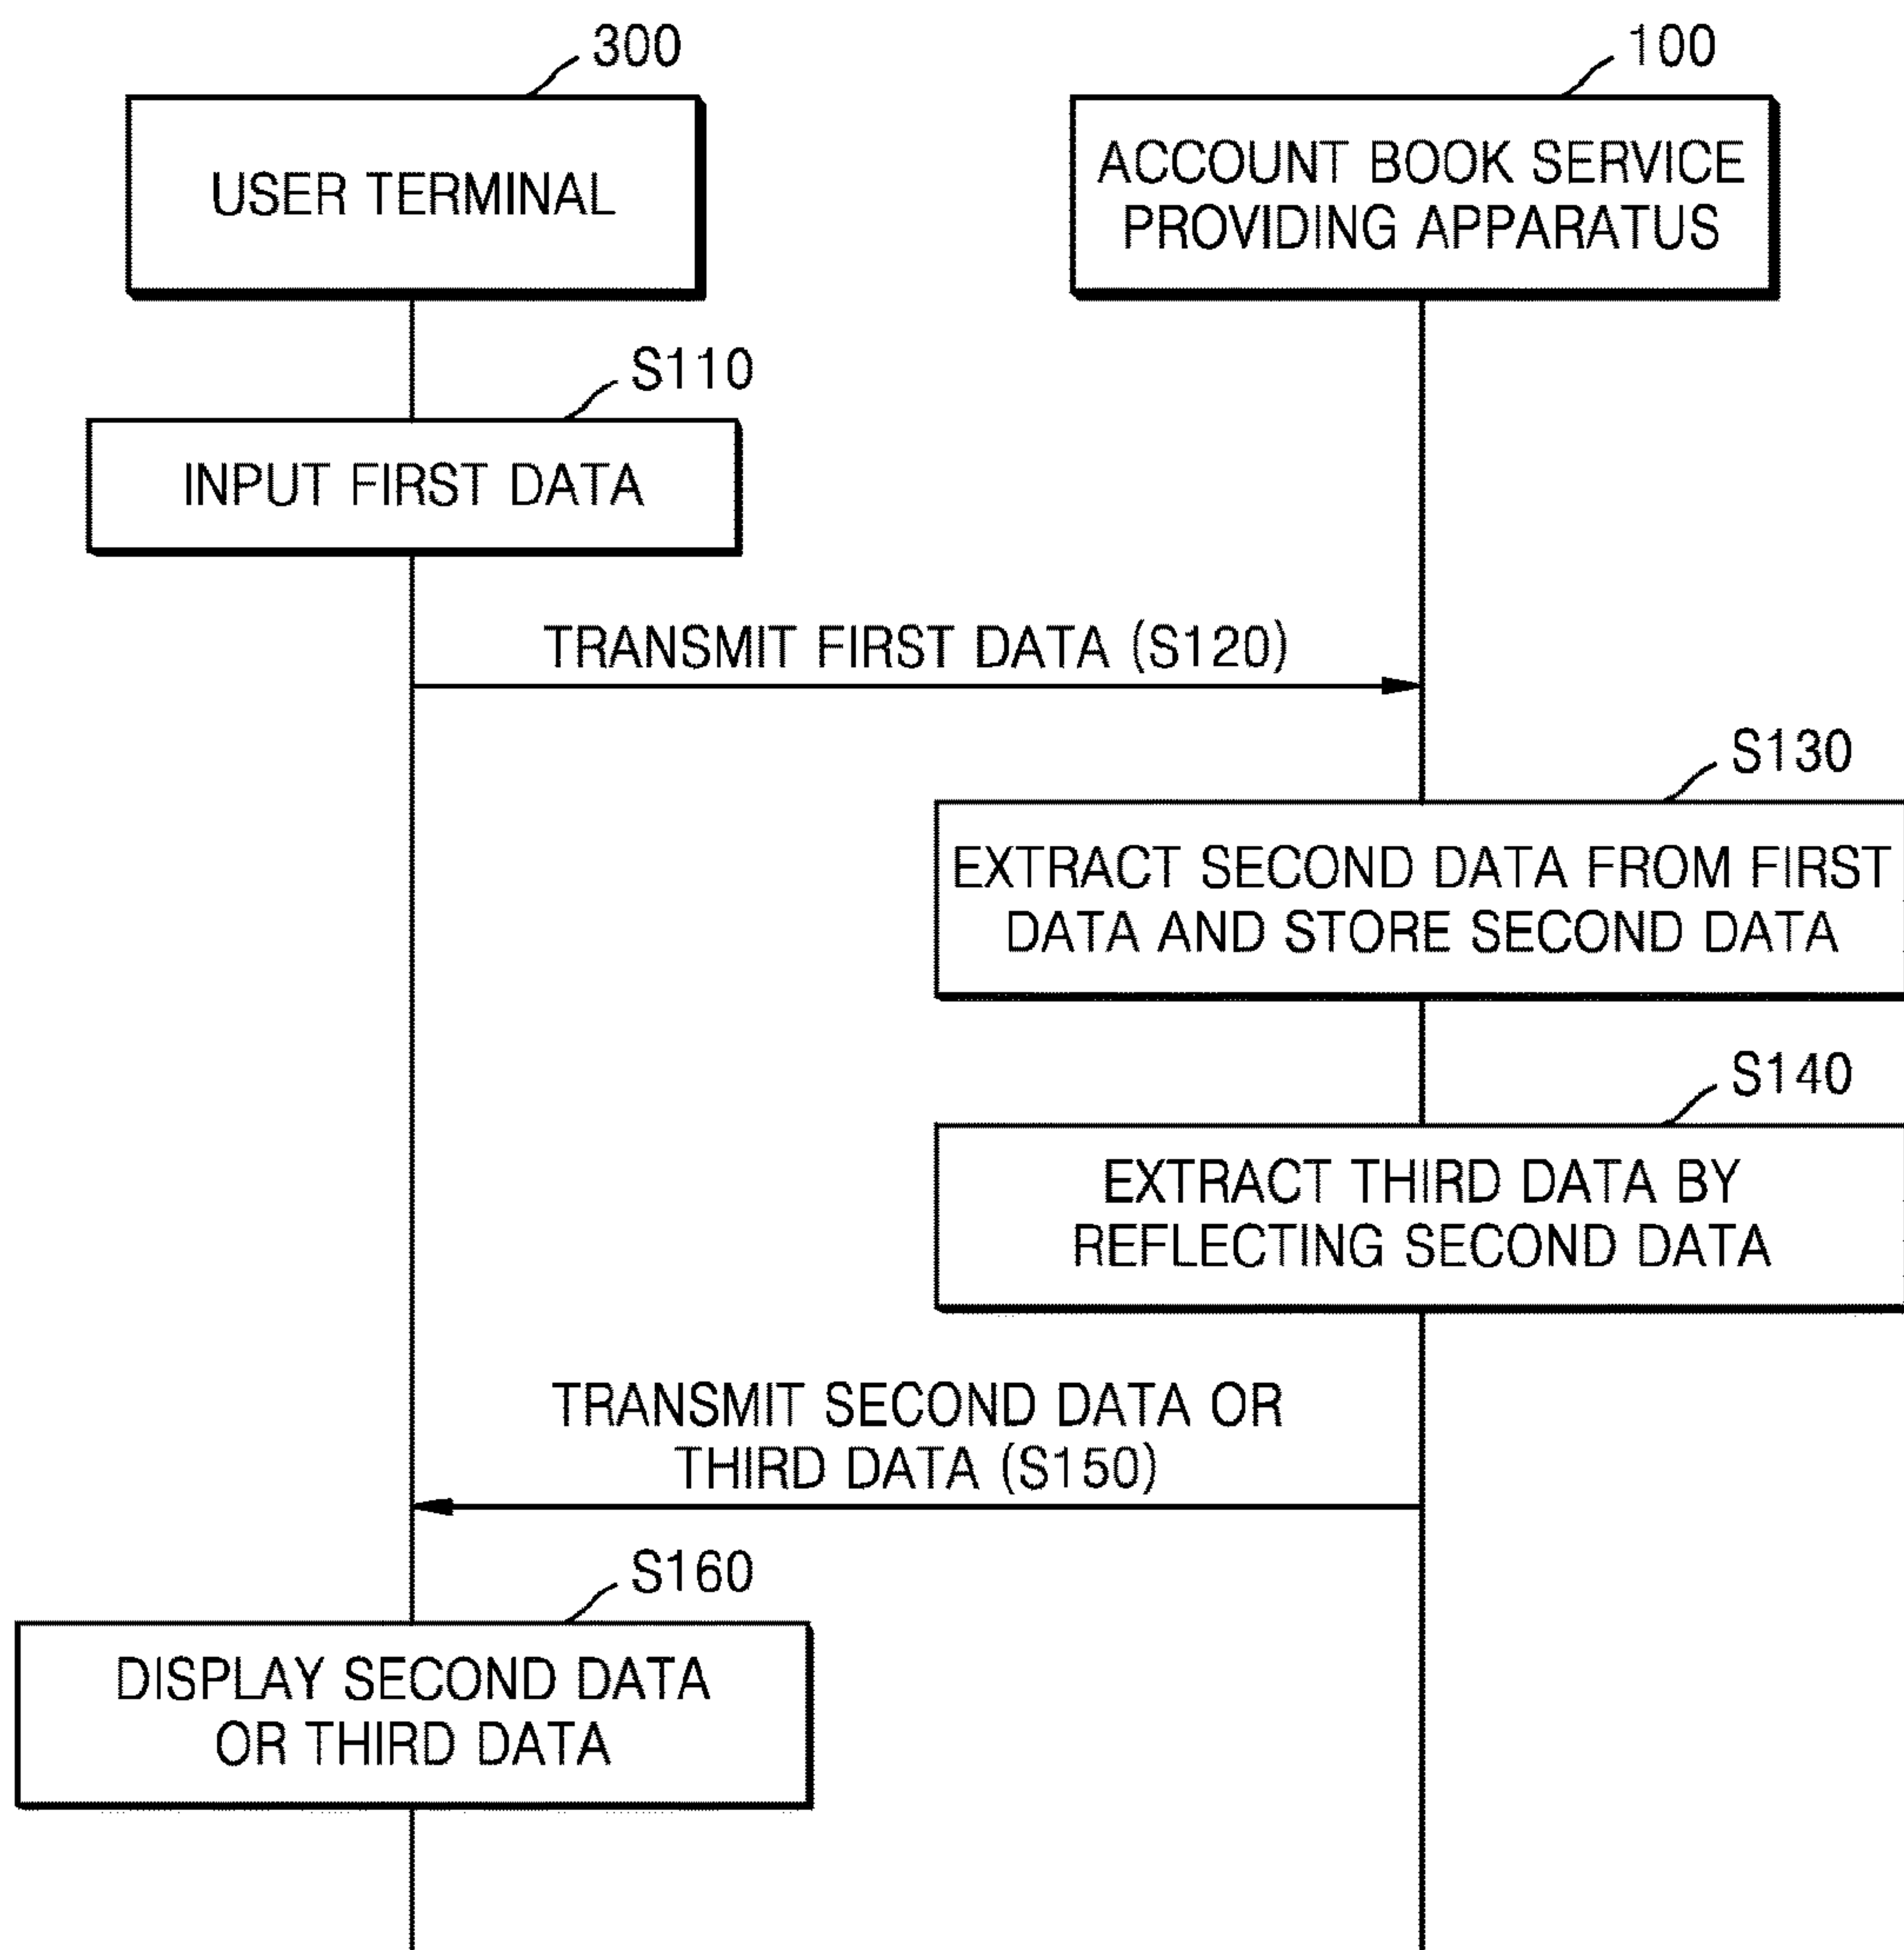 300
100
USER TERMINAL
ACCOUNT BOOK SERVICE
PROVIDING APPARATUS
S110
INPUT FIRST DATA
TRANSMIT FIRST DATA (S120)
S130
EXTRACT SECOND DATA FROM FIRST
DATA AND STORE SECOND DATA
S140
EXTRACT THIRD DATA BY
REFLECTING SECOND DATA
TRANSMIT SECOND DATA OR
THIRD DATA (S150)
S160
DISPLAY SECOND DATA
OR THIRD DATA